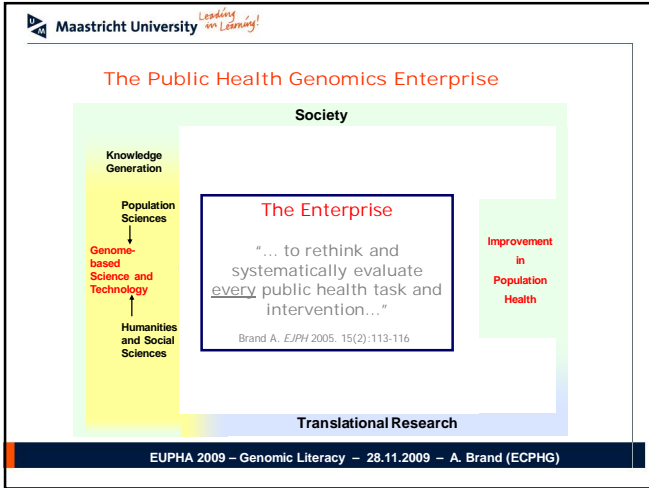 Maastricht University Leading in Learning!
The Public Health Genomics Enterprise
Society
Knowledge
Generation
Population
Sciences
Genome-
based
Science and
Technology
Humanities
and Social
Sciences
The Enterprise
"... to rethink and
systematically evaluate
every public health task and
intervention..."
Brand A. EJPH 2005. 15(2):113-116
Improvement
in
Population
Health
Translational Research
EUPHA 2009 – Genomic Literacy – 28.11.2009 – A. Brand (ECPHG)